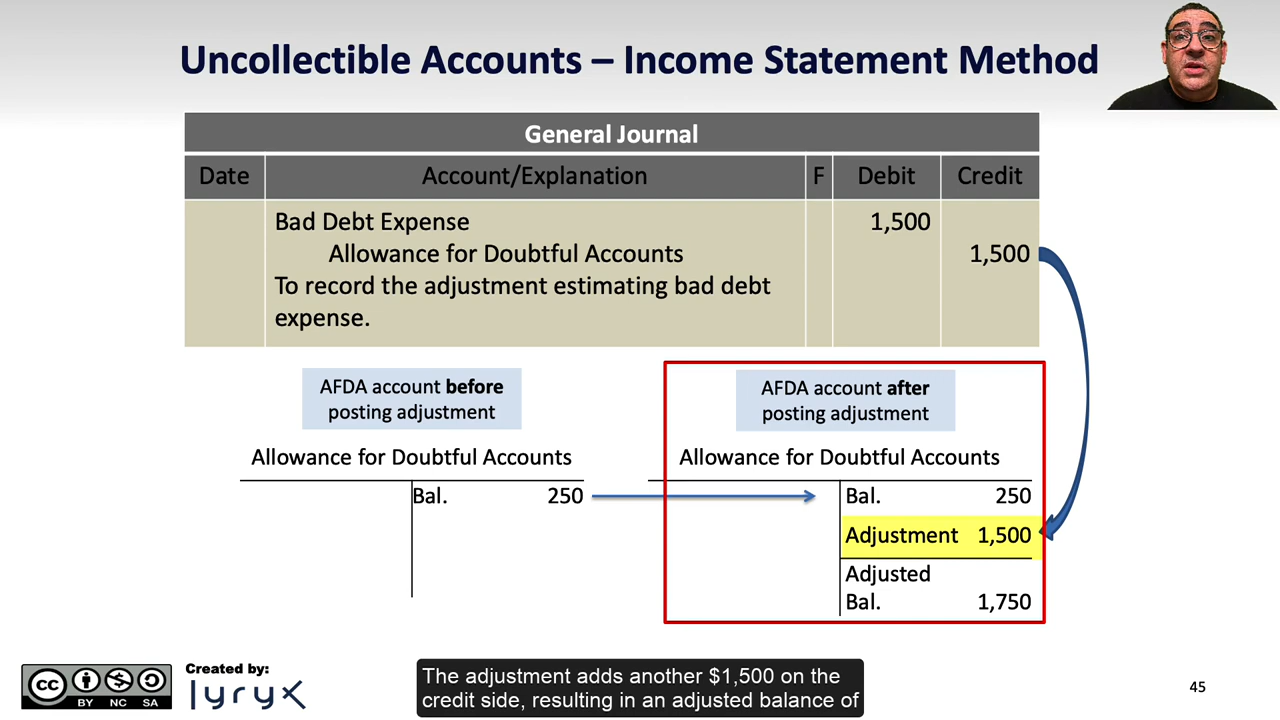 Uncollectible Accounts – Income Statement Method
General Journal
Date Account/Explanation F Debit Credit
Bad Debt Expense 1,500
Allowance for Doubtful Accounts 1,500
To record the adjustment estimating bad debt
expense.
AFDA account before
posting adjustment
Allowance for Doubtful Accounts
Bal. 250
AFDA account after
posting adjustment
Allowance for Doubtful Accounts
Bal. 250
Adjustment 1,500
Adjusted
Bal. 1,750
cc BY NC SA
Created by:
lyryx
The adjustment adds another $1,500 on the
credit side, resulting in an adjusted balance of
45